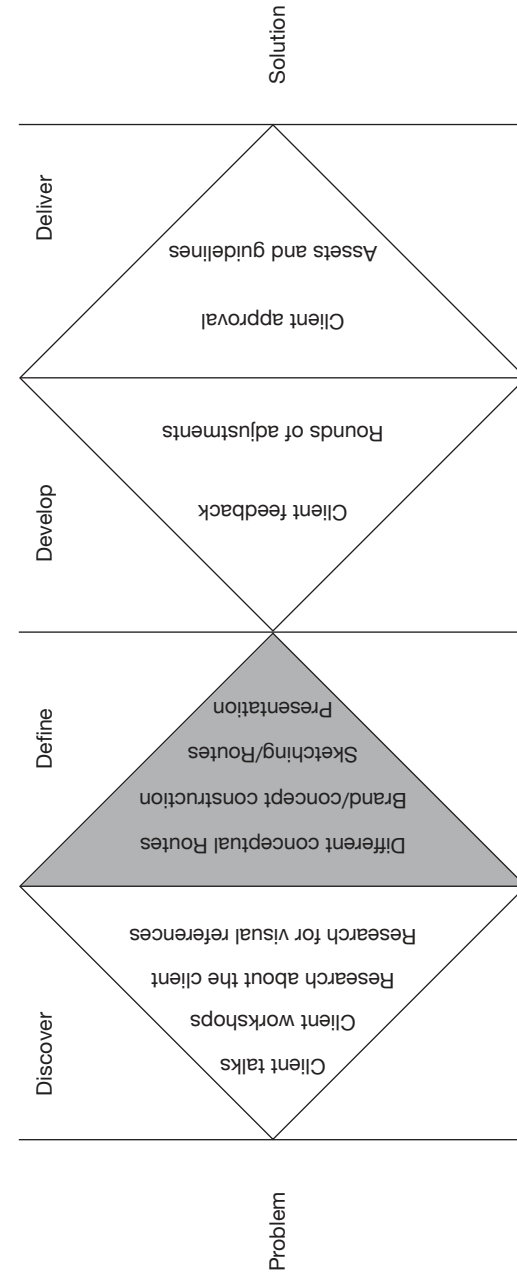 Problem
Discover
Client talks
Client workshops
Research about the client
Research for visual references
Define
Different conceptual Routes
Brand/concept construction
Sketching/Routes
Presentation
Develop
Client feedback
Rounds of adjustments
Deliver
Client approval
Assets and guidelines
Solution